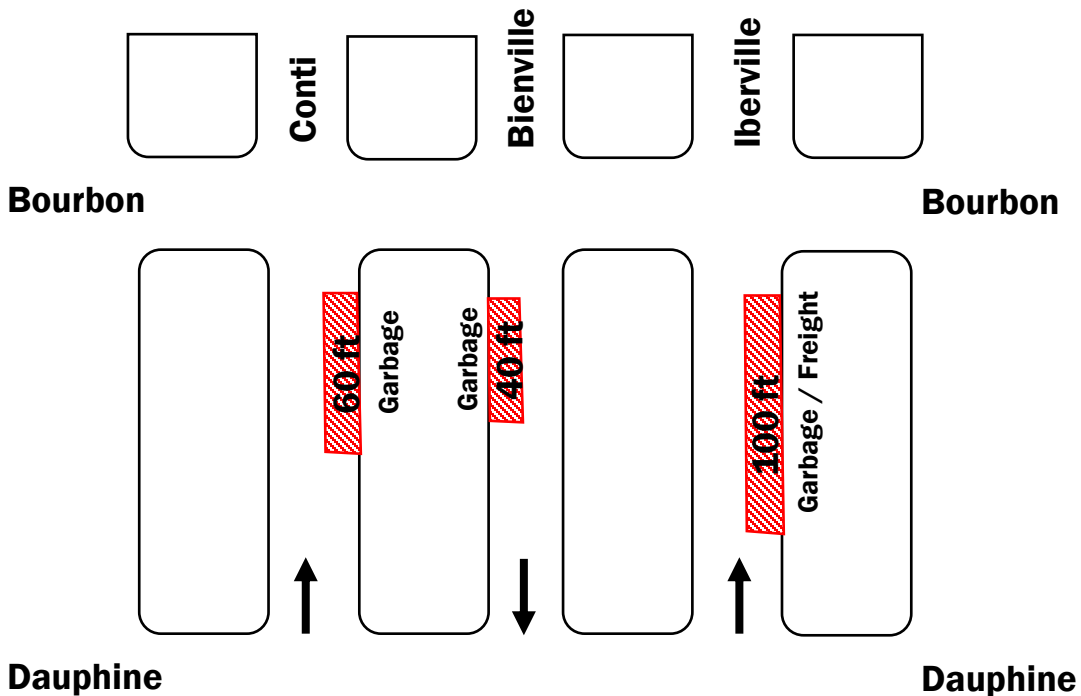 Conti
Bienville
Iberville
Bourbon
Bourbon
60 ft
Garbage
Garbage
40 ft
100 ft
Garbage / Freight
Dauphine
Dauphine